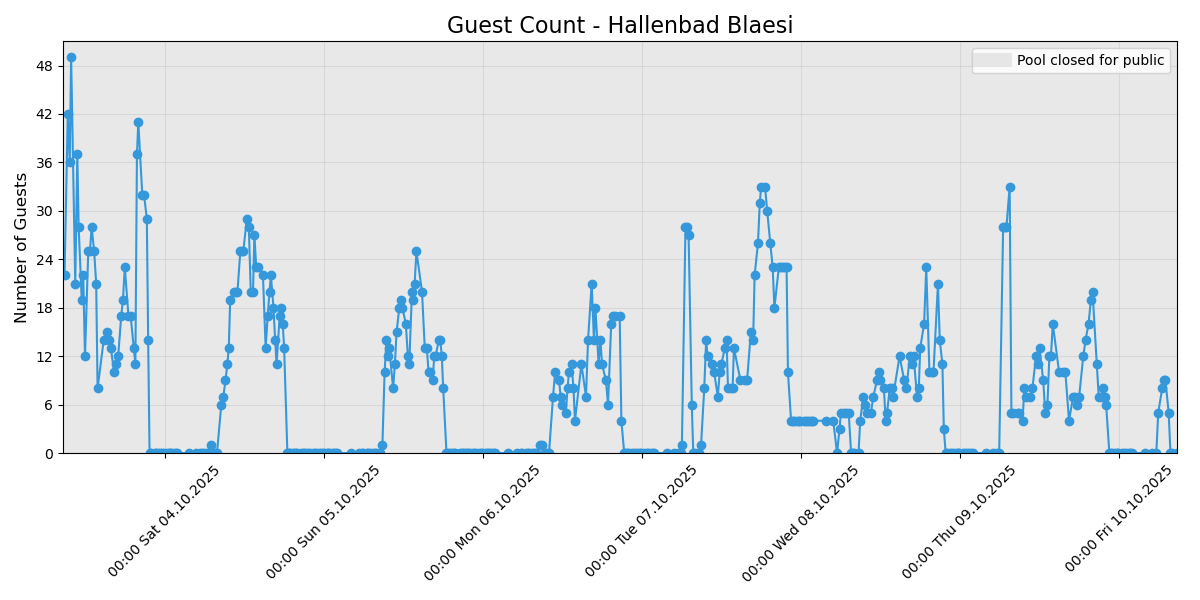 Guest Count - Hallenbad Blaesi
Pool closed for public
Number of Guests
48
42
36
30
24
18
12
6
0
00:00 Sat 04.10.2025
00:00 Sun 05.10.2025
00:00 Mon 06.10.2025
00:00 Tue 07.10.2025
00:00 Wed 08.10.2025
00:00 Thu 09.10.2025
00:00 Fri 10.10.2025